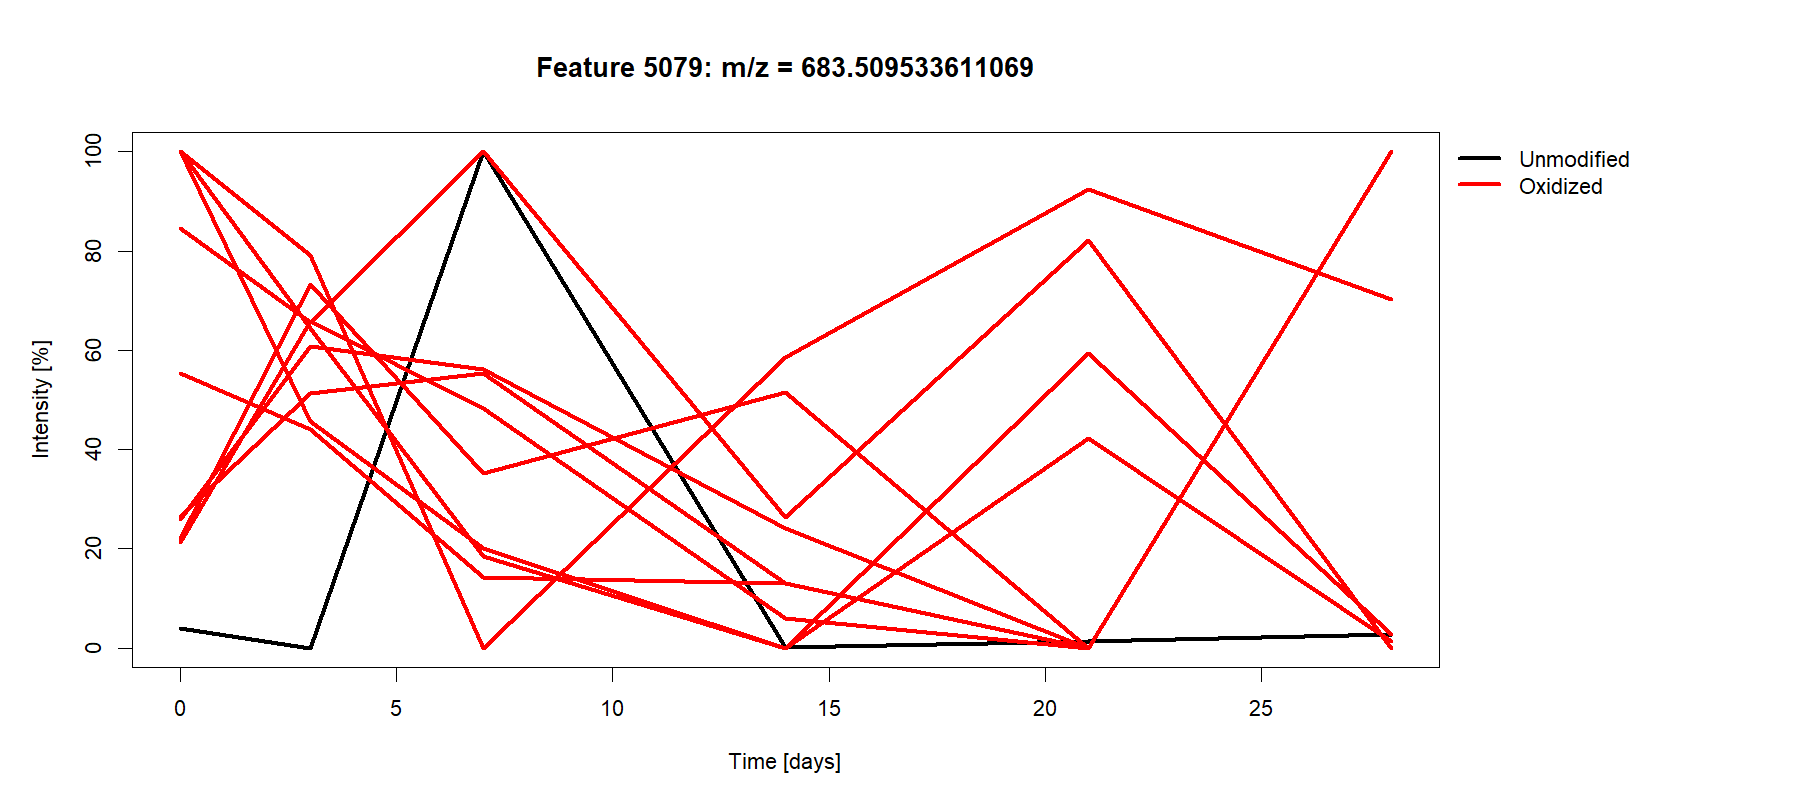 Feature 5079: m/z = 683.509533611069
Unmodified
Oxidized
Intensity [%]
100
80
60
40
20
0
0 5 10 15 20 25
Time [days]